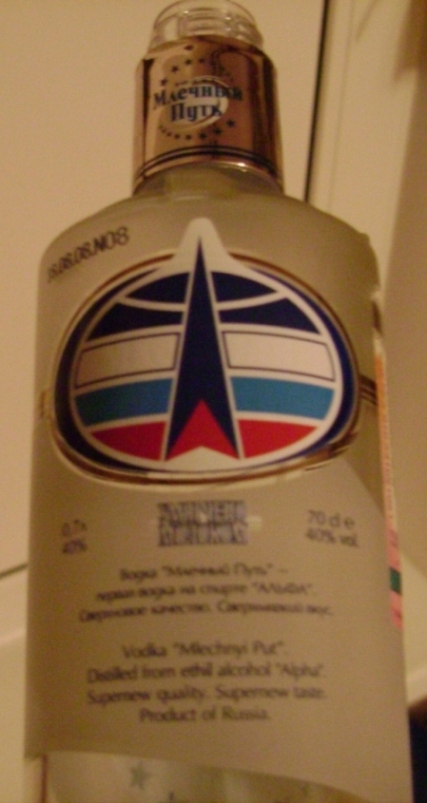 Млечный
Путь
8.08.08.N08
0,7л
40%
70 cl e
40% vol.
Водка "Млечный Путь" —
первая водка на спирте "АЛЬФА".
Сверхновое качество. Сверхновый вкус.
Vodka "Mlechnyi Put".
Distilled from ethil alcohol "Alpha".
Supernew quality. Supernew taste.
Product of Russia.